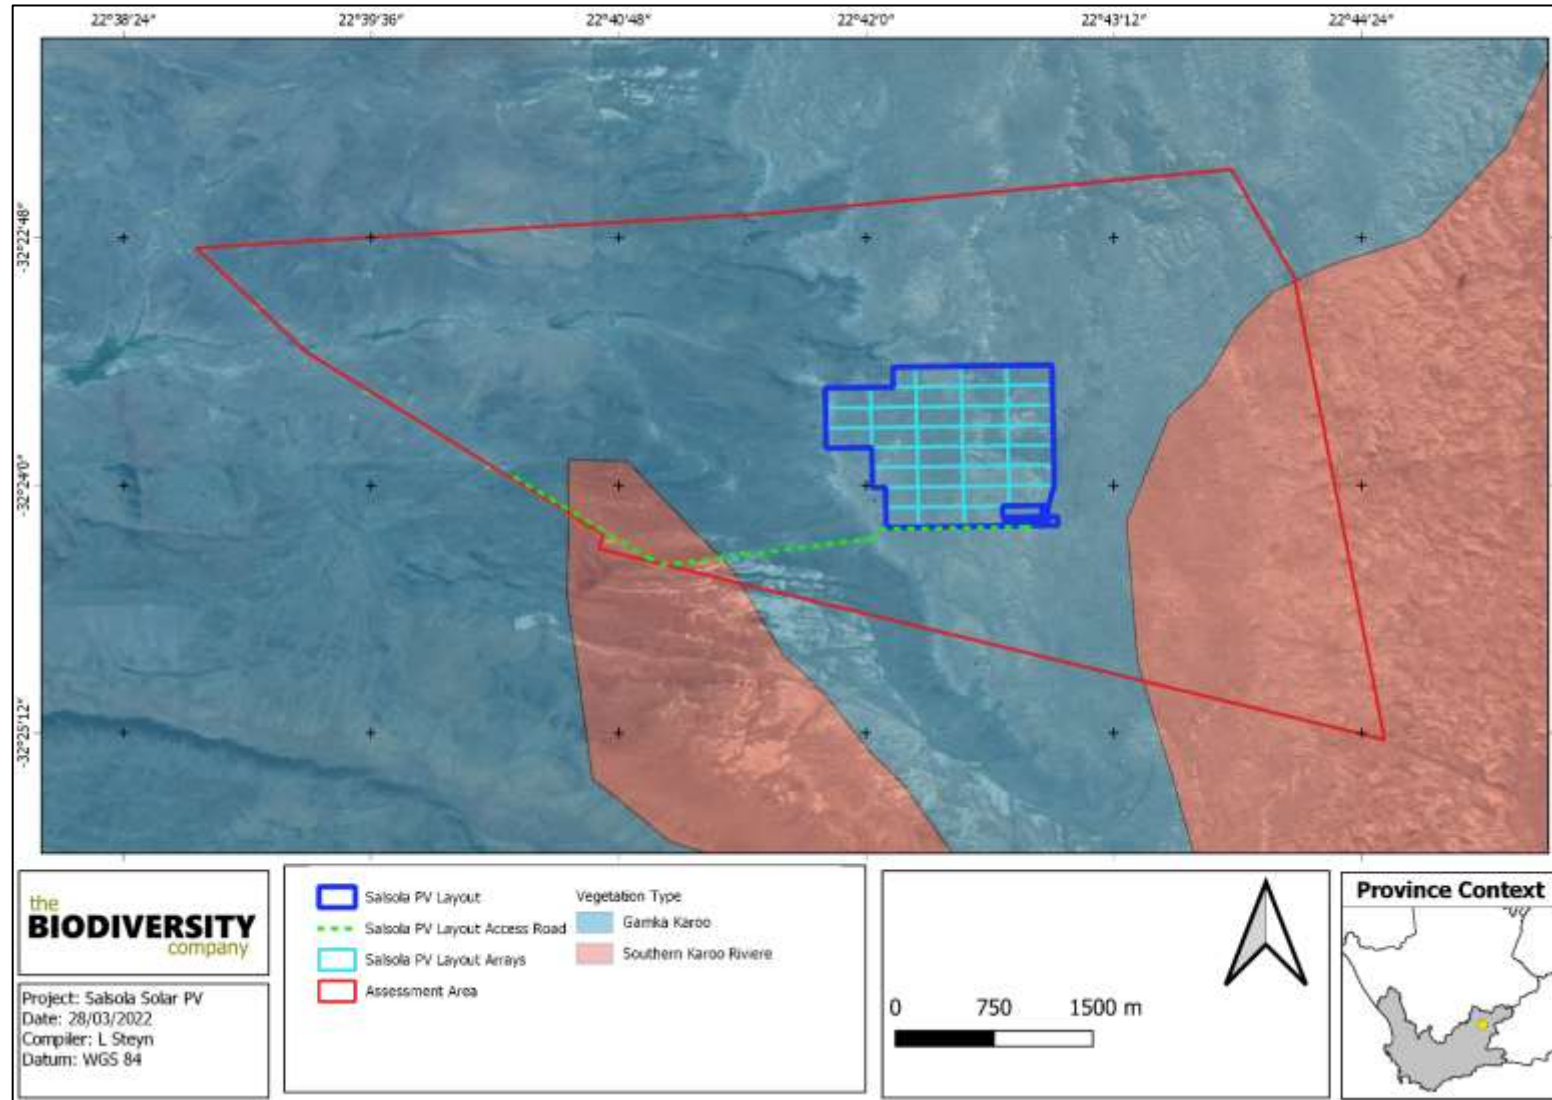 22°38'24"
22°39'36"
22°40'48"
22°42'0"
22°43'12"
22°44'24"
-32°22'48"
-32°24'0"
-32°25'12"
the
BIODIVERSITY
company
Project: Salsola Solar PV
Date: 28/03/2022
Compiler: L Steyn
Datum: WGS 84
Salsola PV Layout
Salsola PV Layout Access Road
Salsola PV Layout Arrays
Assessment Area
Vegetation Type
Gamka Karoo
Southern Karoo Riviere
0 750 1500 m
Province Context